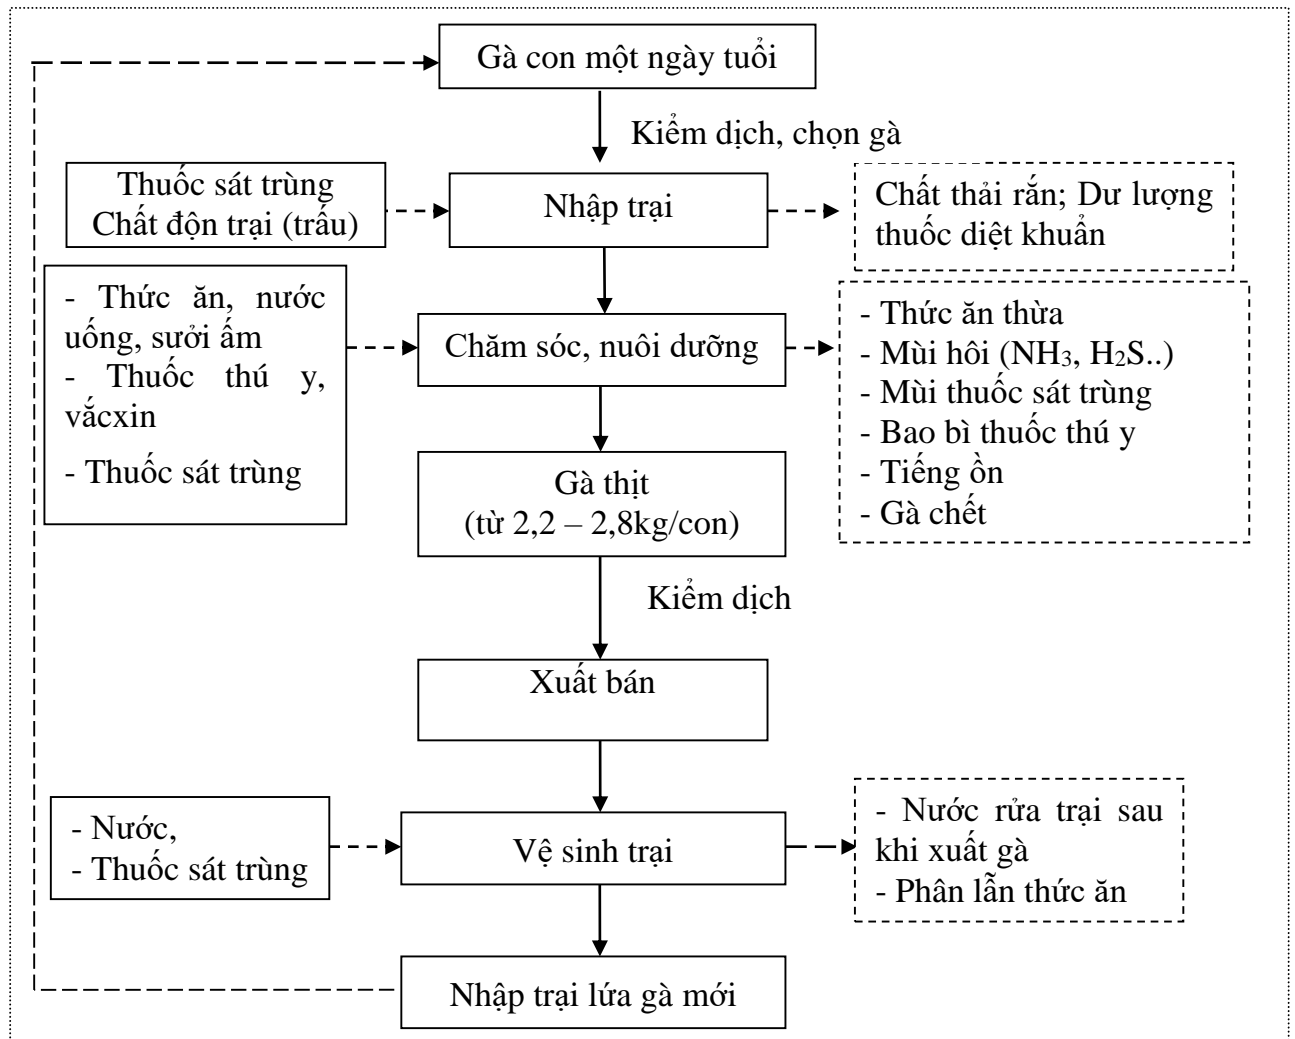 Gà con một ngày tuổi
Kiểm dịch, chọn gà
Thuốc sát trùng
Chất độn trại (trấu)
Nhập trại
Chất thải rắn; Dư lượng
thuốc diệt khuẩn
- Thức ăn, nước
uống, sưởi ấm
- Thuốc thú y,
vắcxin
- Thuốc sát trùng
Chăm sóc, nuôi dưỡng
- Thức ăn thừa
- Mùi hôi (NH₃, H₂S..)
- Mùi thuốc sát trùng
- Bao bì thuốc thú y
- Tiếng ồn
- Gà chết
Gà thịt
(từ 2,2 – 2,8kg/con)
Kiểm dịch
Xuất bán
- Nước,
- Thuốc sát trùng
Vệ sinh trại
- Nước rửa trại sau
khi xuất gà
- Phân lẫn thức ăn
Nhập trại lứa gà mới